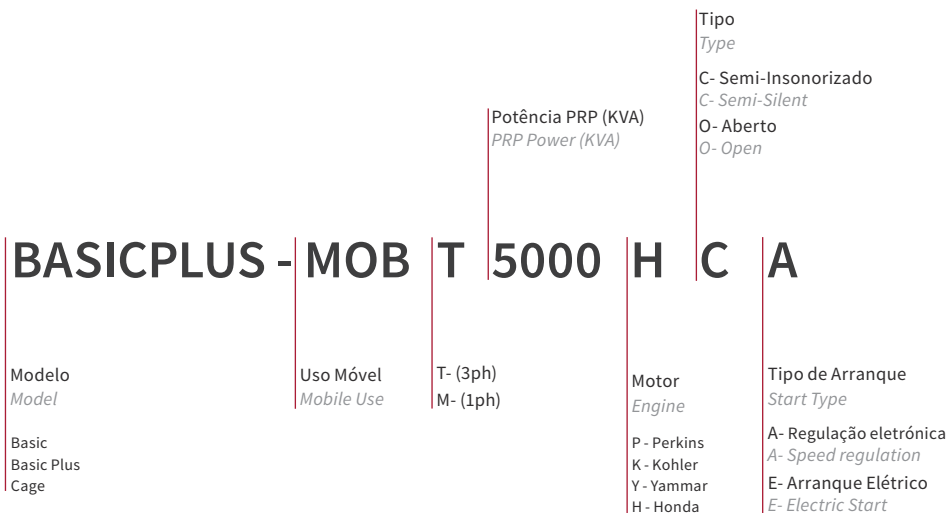 Tipo
Type
C- Semi-Insonorizado
C- Semi-Silent
O- Aberto
O- Open
Potência PRP (KVA)
PRP Power (KVA)
BASICPLUS - MOB T 5000 H C A
Modelo
Model
Basic
Basic Plus
Cage
Uso Móvel
Mobile Use
T- (3ph)
M- (1ph)
Motor
Engine
P - Perkins
K - Kohler
Y - Yammar
H - Honda
Tipo de Arranque
Start Type
A- Regulação eletrónica
A- Speed regulation
E- Arranque Elétrico
E- Electric Start